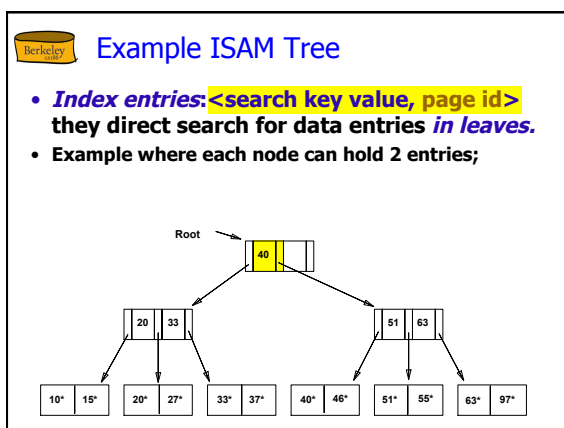 Berkeley
cs186
Example ISAM Tree
• Index entries:<search key value, page id>
they direct search for data entries in leaves.
• Example where each node can hold 2 entries;
Root
40
20 33 51 63
10* 15* 20* 27* 33* 37* 40* 46* 51* 55* 63* 97*